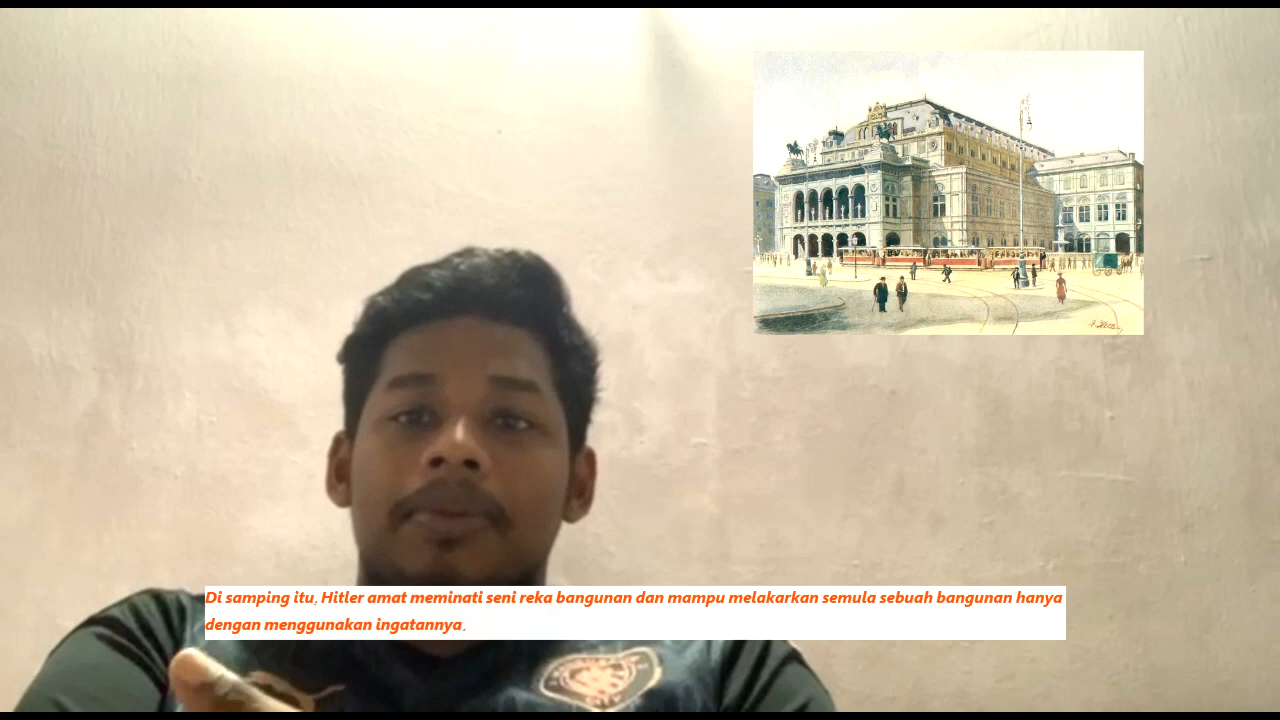 Di samping itu, Hitler amat meminati seni reka bangunan dan mampu melakarkan semula sebuah bangunan hanya
dengan menggunakan ingatannya.